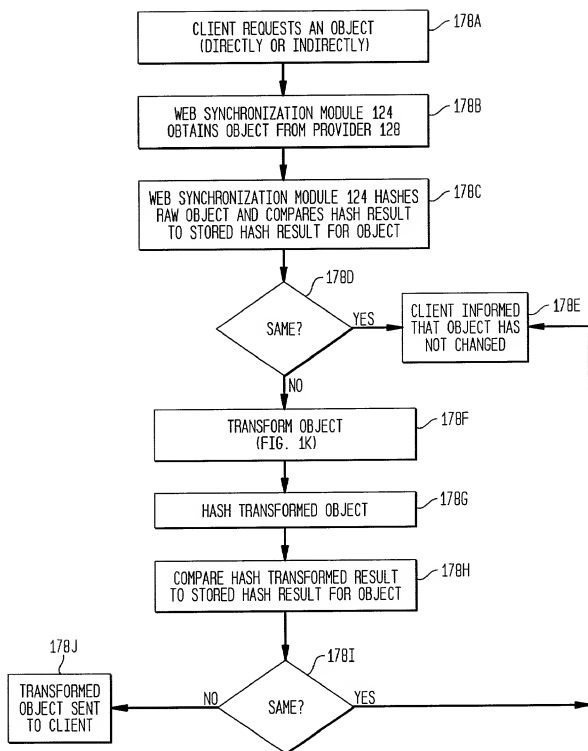 CLIENT REQUESTS AN OBJECT
(DIRECTLY OR INDIRECTLY)
178A
WEB SYNCHRONIZATION MODULE 124
OBTAINS OBJECT FROM PROVIDER 128
178B
WEB SYNCHRONIZATION MODULE 124 HASHES
RAW OBJECT AND COMPARES HASH RESULT
TO STORED HASH RESULT FOR OBJECT
178C
178D
SAME?
YES
NO
CLIENT INFORMED
THAT OBJECT HAS
NOT CHANGED
178E
TRANSFORM OBJECT
(FIG. 1K)
178F
HASH TRANSFORMED OBJECT
178G
COMPARE HASH TRANSFORMED RESULT
TO STORED HASH RESULT FOR OBJECT
178H
178I
SAME?
NO
YES
178J
TRANSFORMED
OBJECT SENT
TO CLIENT